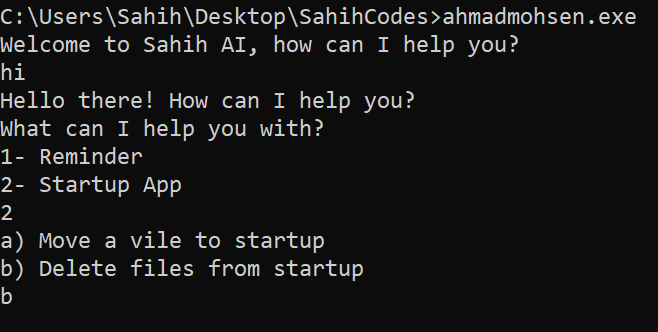 C:\Users\Sahih\Desktop\SahihCodes>ahmadmohsen.exe
Welcome to Sahih AI, how can I help you?
hi
Hello there! How can I help you?
What can I help you with?
1- Reminder
2- Startup App
2
a) Move a vile to startup
b) Delete files from startup
b